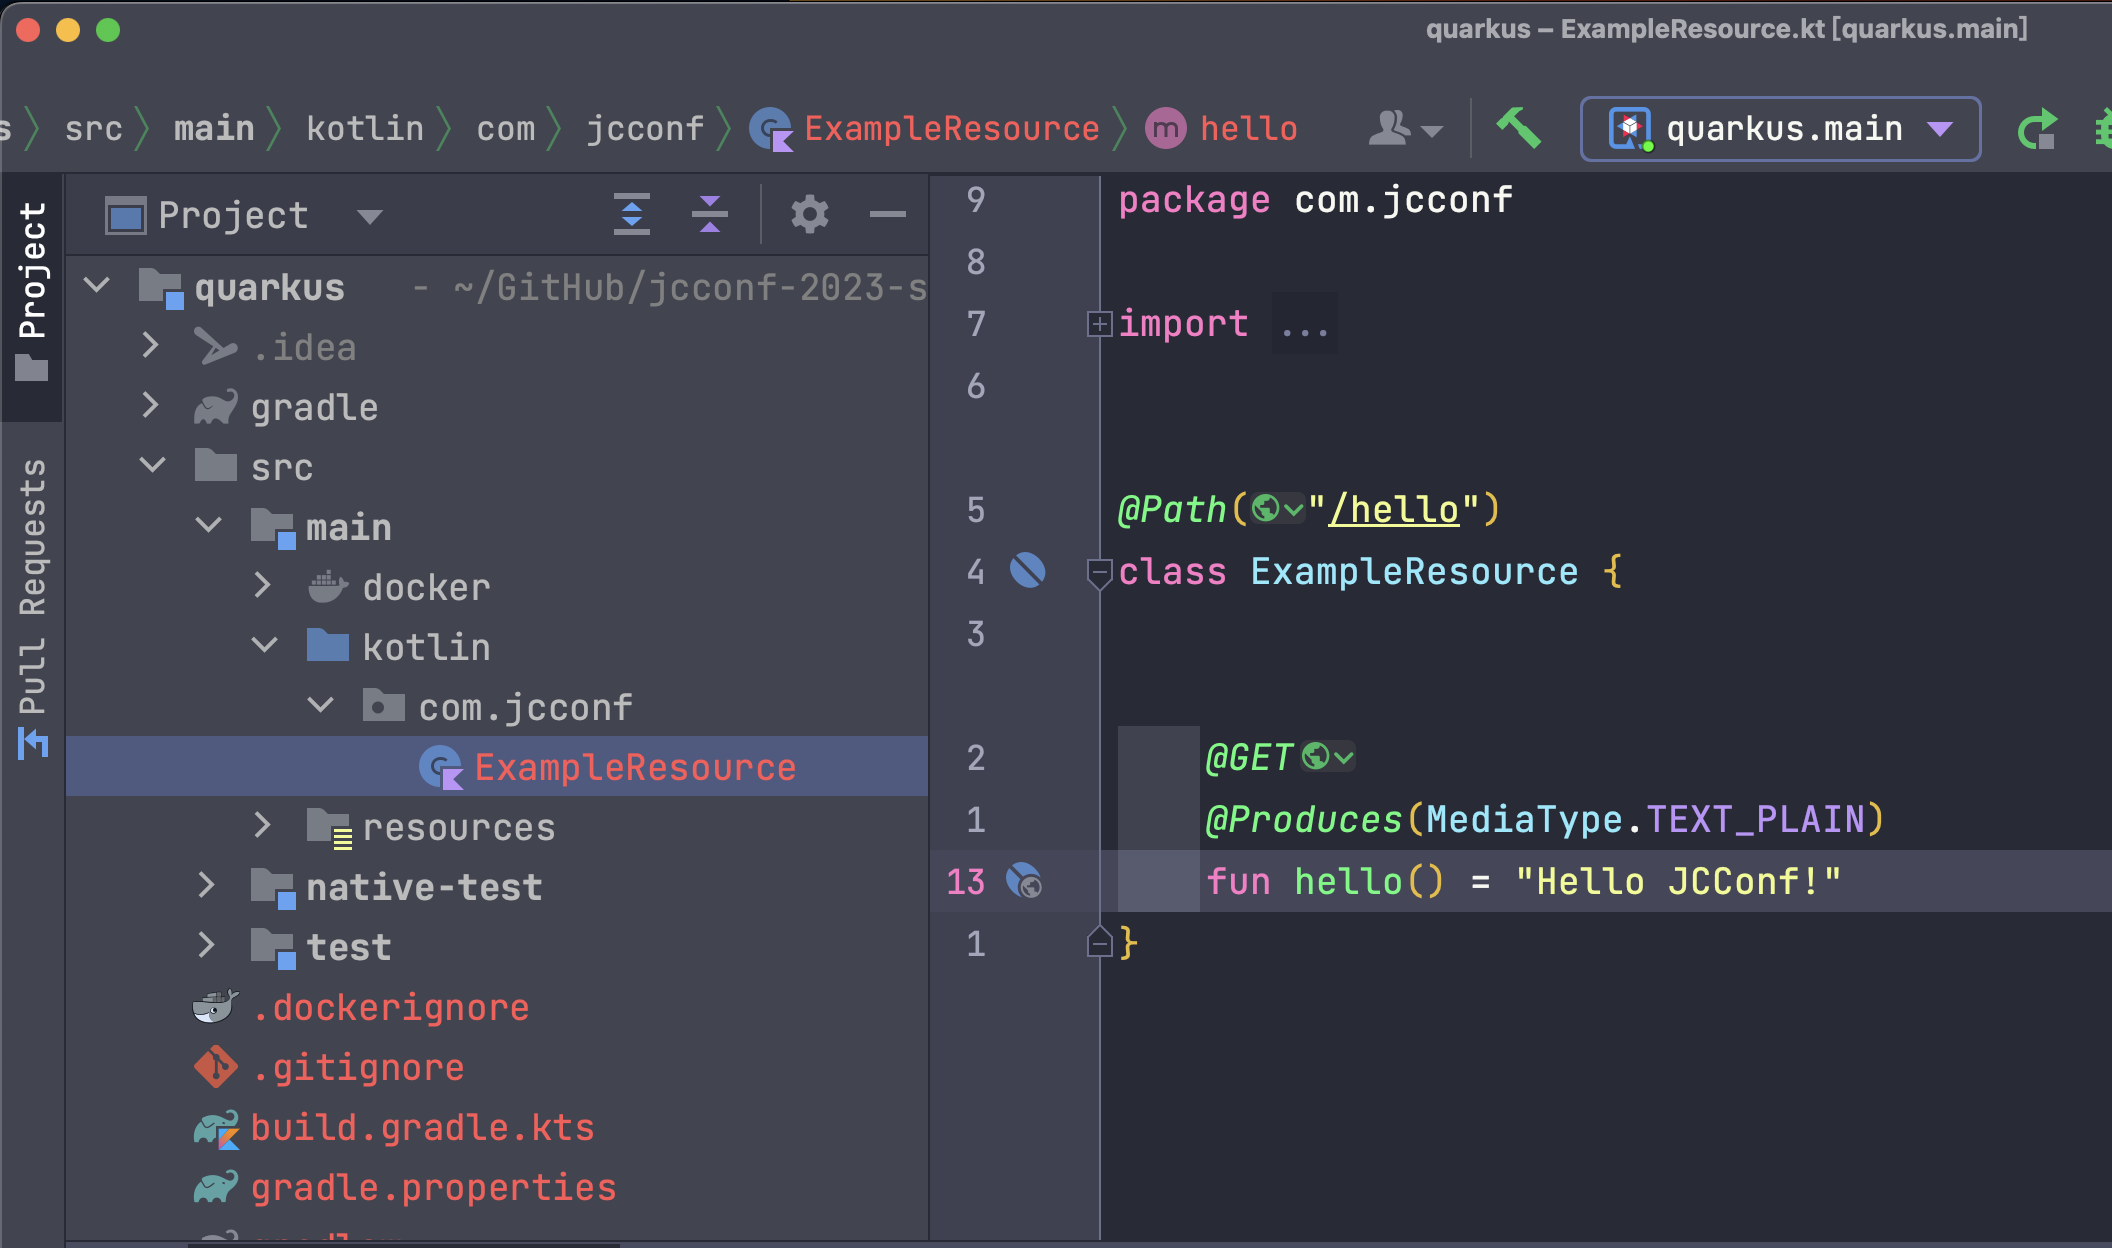 quarkus – ExampleResource.kt [quarkus.main]
s src main kotlin com jcconf ExampleResource m hello quarkus.main
Project
Pull Requests
Project
quarkus - ~/GitHub/jcconf-2023-s
.idea
gradle
src
main
docker
kotlin
com.jcconf
ExampleResource
resources
native-test
test
.dockerignore
.gitignore
build.gradle.kts
gradle.properties
9 package com.jcconf
8
7 import ...
6
5 @Path("/hello")
4 class ExampleResource {
3
2 @GET
1 @Produces(MediaType.TEXT_PLAIN)
13 fun hello() = "Hello JCConf!"
1 }